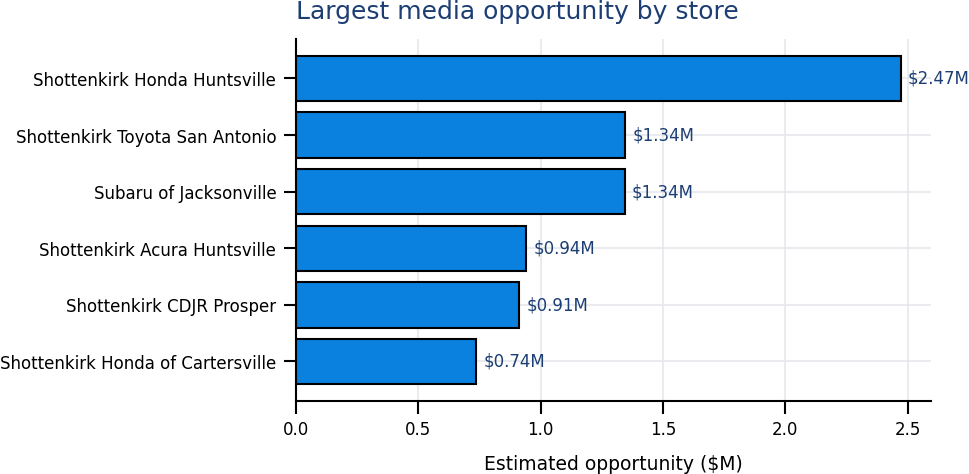 Largest media opportunity by store
Shottenkirk Honda Huntsville $2.47M
Shottenkirk Toyota San Antonio $1.34M
Subaru of Jacksonville $1.34M
Shottenkirk Acura Huntsville $0.94M
Shottenkirk CDJR Prosper $0.91M
Shottenkirk Honda of Cartersville $0.74M
0.0 0.5 1.0 1.5 2.0 2.5
Estimated opportunity ($M)